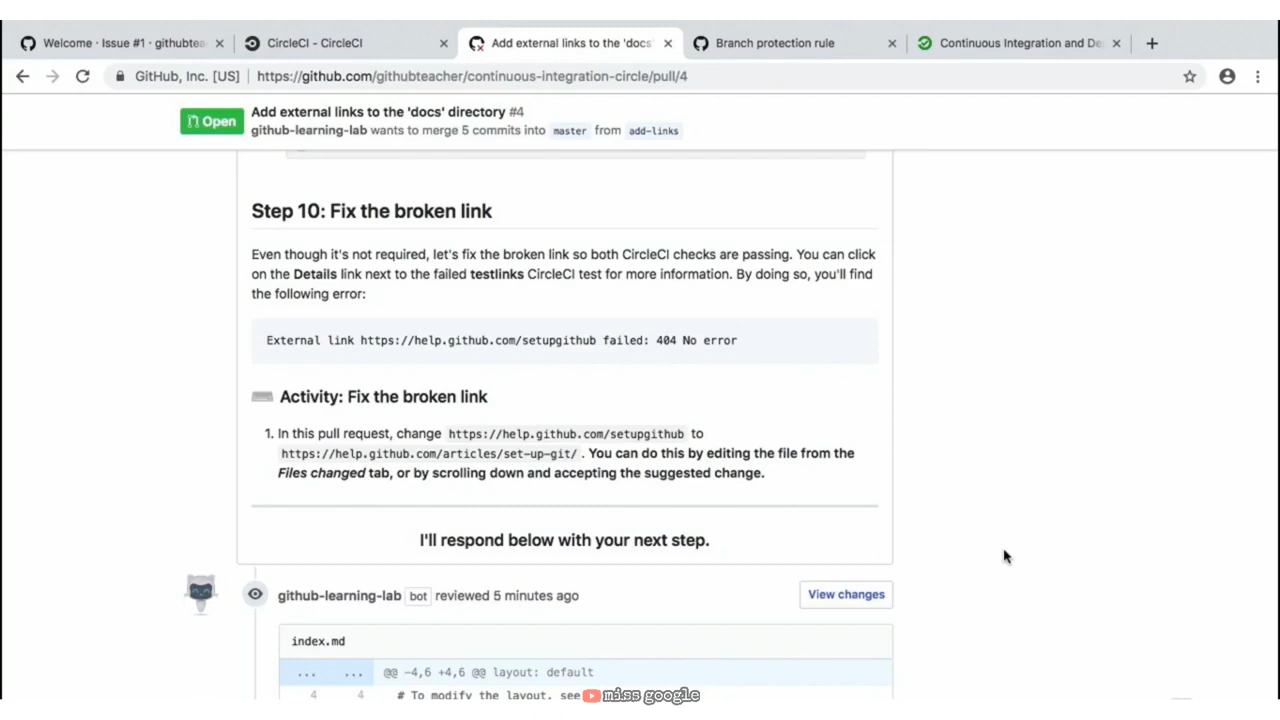 Welcome · Issue #1 · githubtea
CircleCI - CircleCI
Add external links to the 'docs'
Branch protection rule
Continuous Integration and De
GitHub, Inc. [US]
https://github.com/githubteacher/continuous-integration-circle/pull/4
Open
Add external links to the 'docs' directory #4
github-learning-lab wants to merge 5 commits into master from add-links
Step 10: Fix the broken link
Even though it's not required, let's fix the broken link so both CircleCI checks are passing. You can click
on the Details link next to the failed testlinks CircleCI test for more information. By doing so, you'll find
the following error:
External link https://help.github.com/setupgithub failed: 404 No error
Activity: Fix the broken link
1. In this pull request, change https://help.github.com/setupgithub to
https://help.github.com/articles/set-up-git/ . You can do this by editing the file from the
Files changed tab, or by scrolling down and accepting the suggested change.
I'll respond below with your next step.
github-learning-lab bot reviewed 5 minutes ago
View changes
index.md
... ... @@ -4,6 +4,6 @@ layout: default
4 4 # To modify the layout, see
miss google